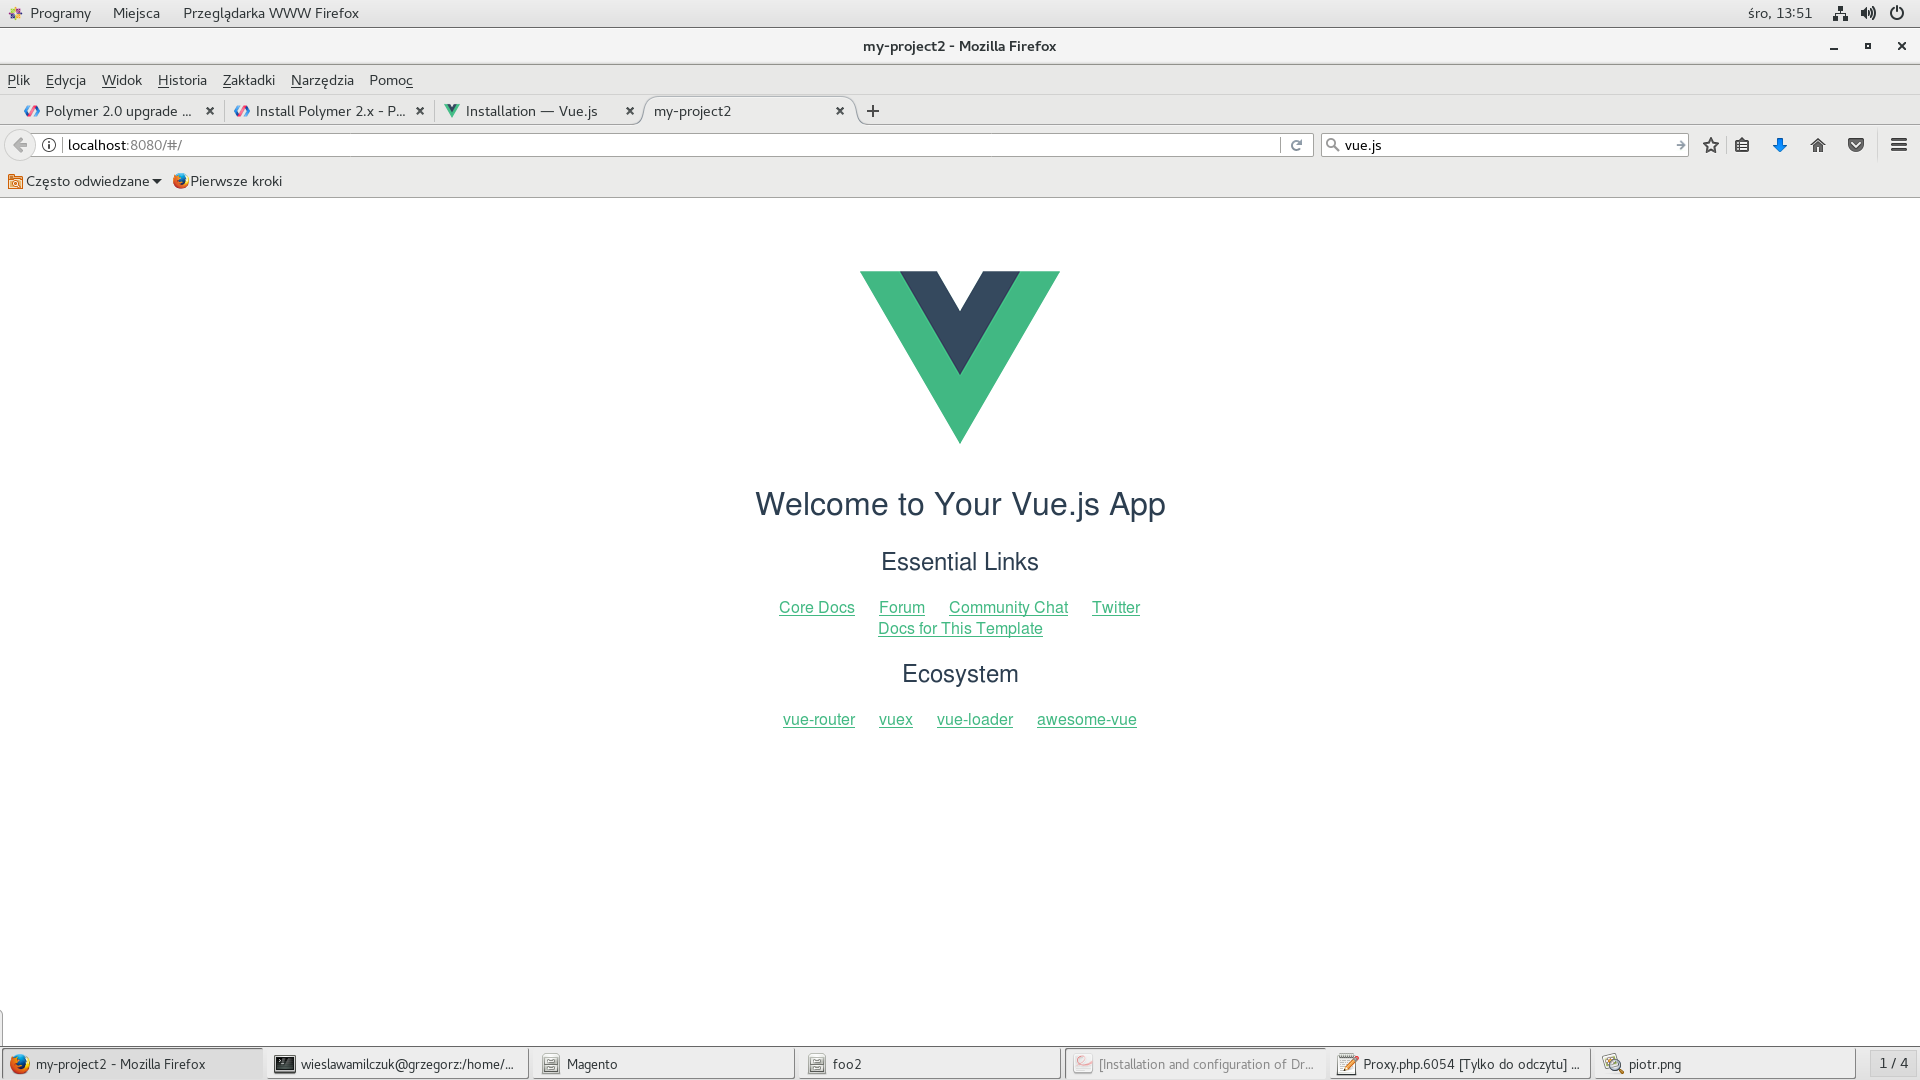 Programy Miejsca Przeglądarka WWW Firefox śro, 13:51
my-project2 - Mozilla Firefox
Plik Edycja Widok Historia Zakładki Narzędzia Pomoc
Polymer 2.0 upgrade ... Install Polymer 2.x - P... Installation — Vue.js my-project2
localhost:8080/#/ vue.js
Często odwiedzane Pierwsze kroki
Welcome to Your Vue.js App
Essential Links
Core Docs Forum Community Chat Twitter
Docs for This Template
Ecosystem
vue-router vuex vue-loader awesome-vue
my-project2 - Mozilla Firefox wieslawamilczuk@grzegorz:/home/... Magento foo2 [Installation and configuration of Dr... Proxy.php.6054 [Tylko do odczytu] ... piotr.png 1 / 4